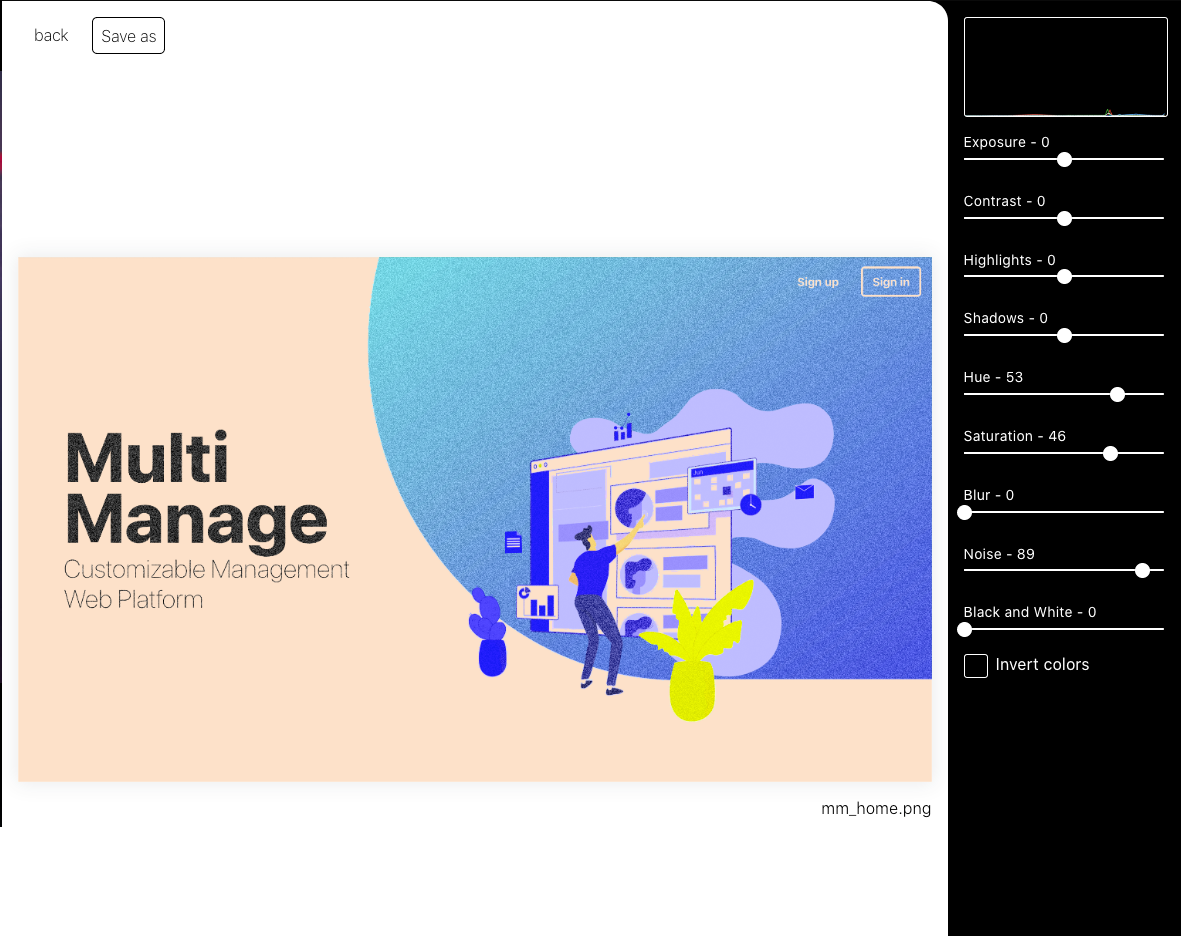 back
Save as
Sign up
Sign in
Multi
Manage
Customizable Management
Web Platform
Jun
mm_home.png
Exposure - 0
Contrast - 0
Highlights - 0
Shadows - 0
Hue - 53
Saturation - 46
Blur - 0
Noise - 89
Black and White - 0
Invert colors